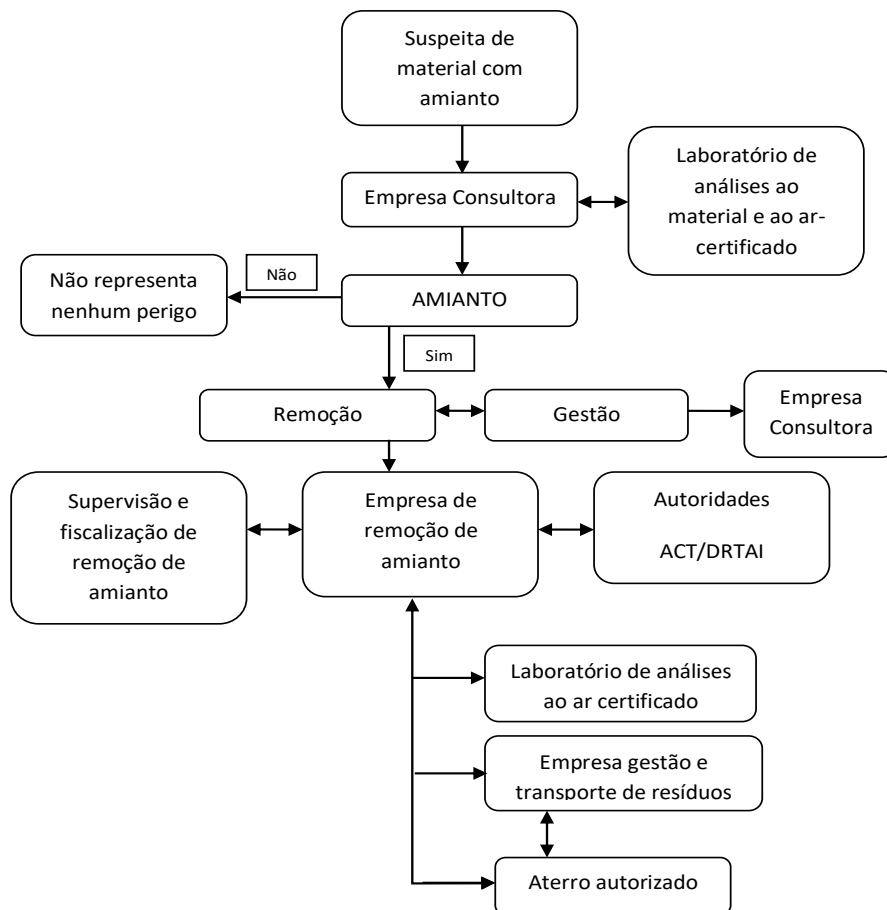 Suspeita de
material com
amianto
Empresa Consultora
Laboratório de
análises ao
material e ao ar-
certificado
Não representa
nenhum perigo
Não
AMIANTO
Sim
Remoção
Gestão
Empresa
Consultora
Supervisão e
fiscalização de
remoção de
amianto
Empresa de
remoção de
amianto
Autoridades
ACT/DRTAI
Laboratório de análises
ao ar certificado
Empresa gestão e
transporte de resíduos
Aterro autorizado